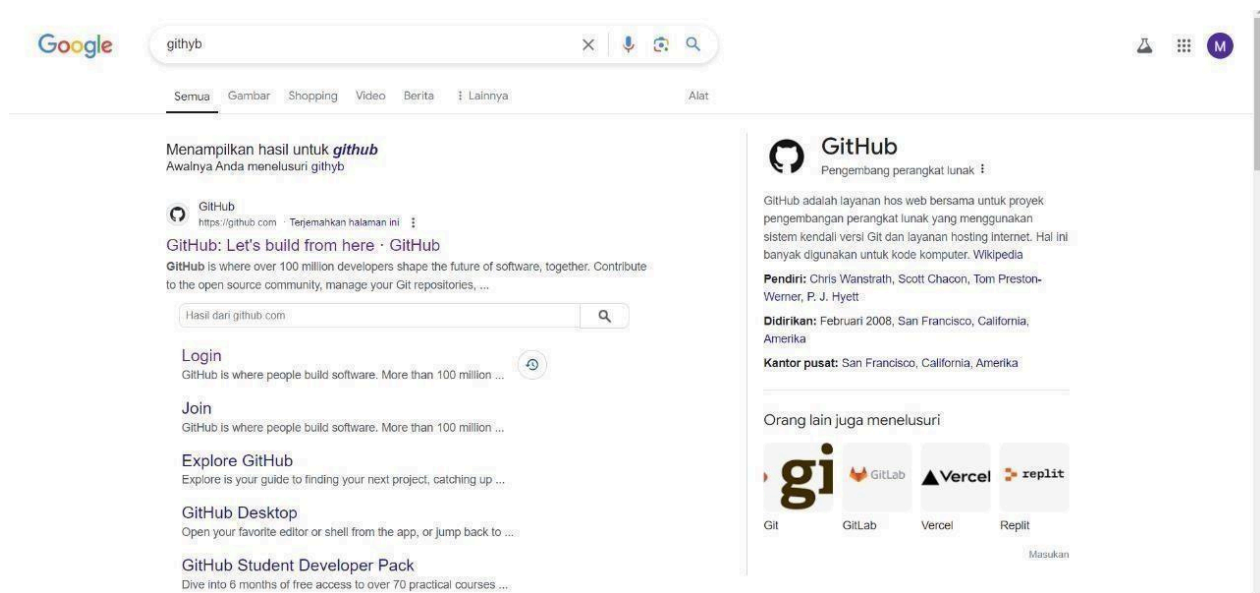 Google
githyb
M
Semua Gambar Shopping Video Berita Lainnya Alat
Menampilkan hasil untuk github
Awalnya Anda menelusuri githyb
GitHub
https://github.com · Terjemahkan halaman ini
GitHub: Let's build from here · GitHub
GitHub is where over 100 million developers shape the future of software, together. Contribute
to the open source community, manage your Git repositories, ...
Hasil dari github.com
Login
GitHub is where people build software. More than 100 million ...
Join
GitHub is where people build software. More than 100 million ...
Explore GitHub
Explore is your guide to finding your next project, catching up ...
GitHub Desktop
Open your favorite editor or shell from the app, or jump back to ...
GitHub Student Developer Pack
Dive into 6 months of free access to over 70 practical courses ...
GitHub
Pengembang perangkat lunak
GitHub adalah layanan hos web bersama untuk proyek
pengembangan perangkat lunak yang menggunakan
sistem kendali versi Git dan layanan hosting internet. Hal ini
banyak digunakan untuk kode komputer. Wikipedia
Pendiri: Chris Wanstrath, Scott Chacon, Tom Preston-
Werner, P. J. Hyett
Didirikan: Februari 2008, San Francisco, California,
Amerika
Kantor pusat: San Francisco, California, Amerika
Orang lain juga menelusuri
gi GitLab Vercel replit
Git GitLab Vercel Replit
Masukan